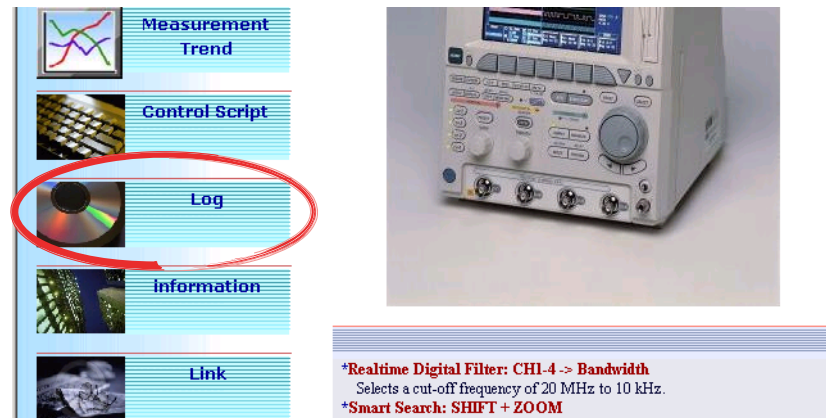 Measurement
Trend
Control Script
Log
information
Link
*Realtime Digital Filter: CH1-4 -> Bandwidth
Selects a cut-off frequency of 20 MHz to 10 kHz.
*Smart Search: SHIFT + ZOOM